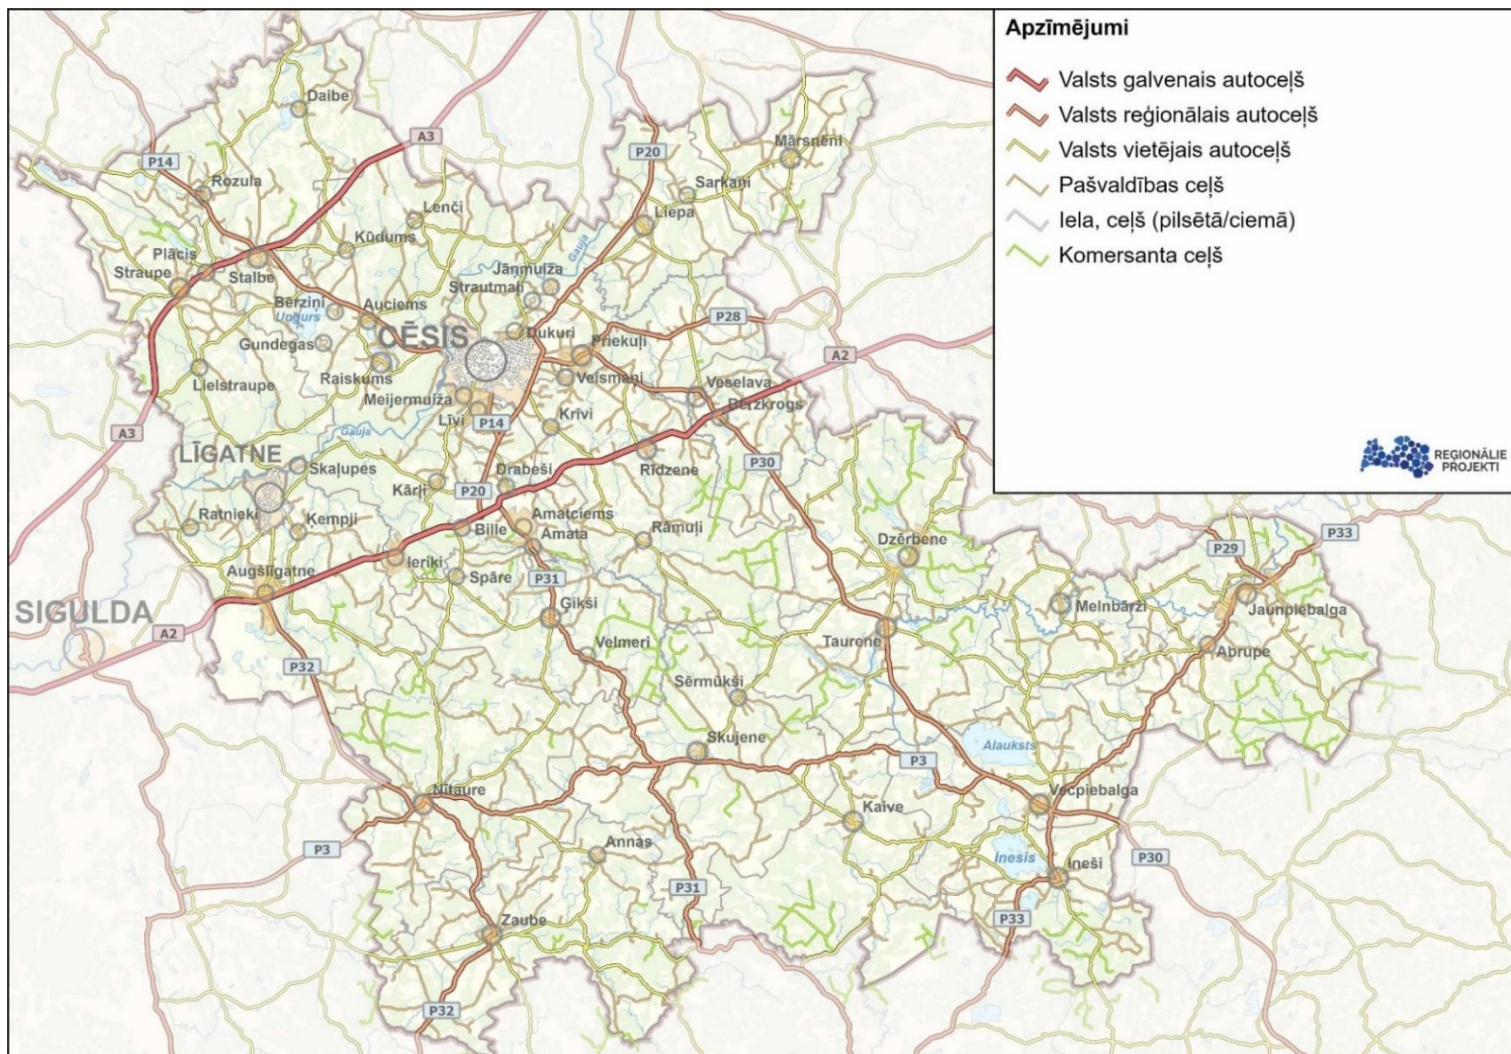 Apzīmējumi
Valsts galvenais autoceļš
Valsts reģionālais autoceļš
Valsts vietējais autoceļš
Pašvaldības ceļš
Iela, ceļš (pilsētā/ciemā)
Komersanta ceļš
REGIONĀLIE
PROJEKTI
Daibe
A3
P14
P20
Mārsnēni
Rozula
Sarkaņi
Lenči
Liepa
Kūdums
Gauja
Plācis
Straupe
Stalbe
Jāņmuiža
Strautmaļi
Bērziņi
Ungurs
Auciems
P28
CĒSIS
Dukuri
Gundegas
Priekuļi
A2
Lielstraupe
Raiskums
Veismaņi
Veselava
Meijermuiža
Bērzkrogs
Līvi
P14
Krīvi
A3
Gauja
LĪGATNE
Skaļupes
Drabeši
Rīdzene
P30
Kārļi
P20
Ratnieki
Ķempji
Bille
Amatciems
Amata
Rāmuļi
Dzērbene
P29
P33
Augšlīgatne
Ieriķi
Spāre
P31
Melnbārži
Jaunpiebalga
SIGULDA
Ģikši
A2
Taurene
Abrupe
P32
Velmeri
Sērmūkši
Skujene
Alauksts
P3
Nītaure
Vecpiebalga
Kaive
P3
Annas
Inesis
Ineši
P30
P31
Zaube
P33
P32